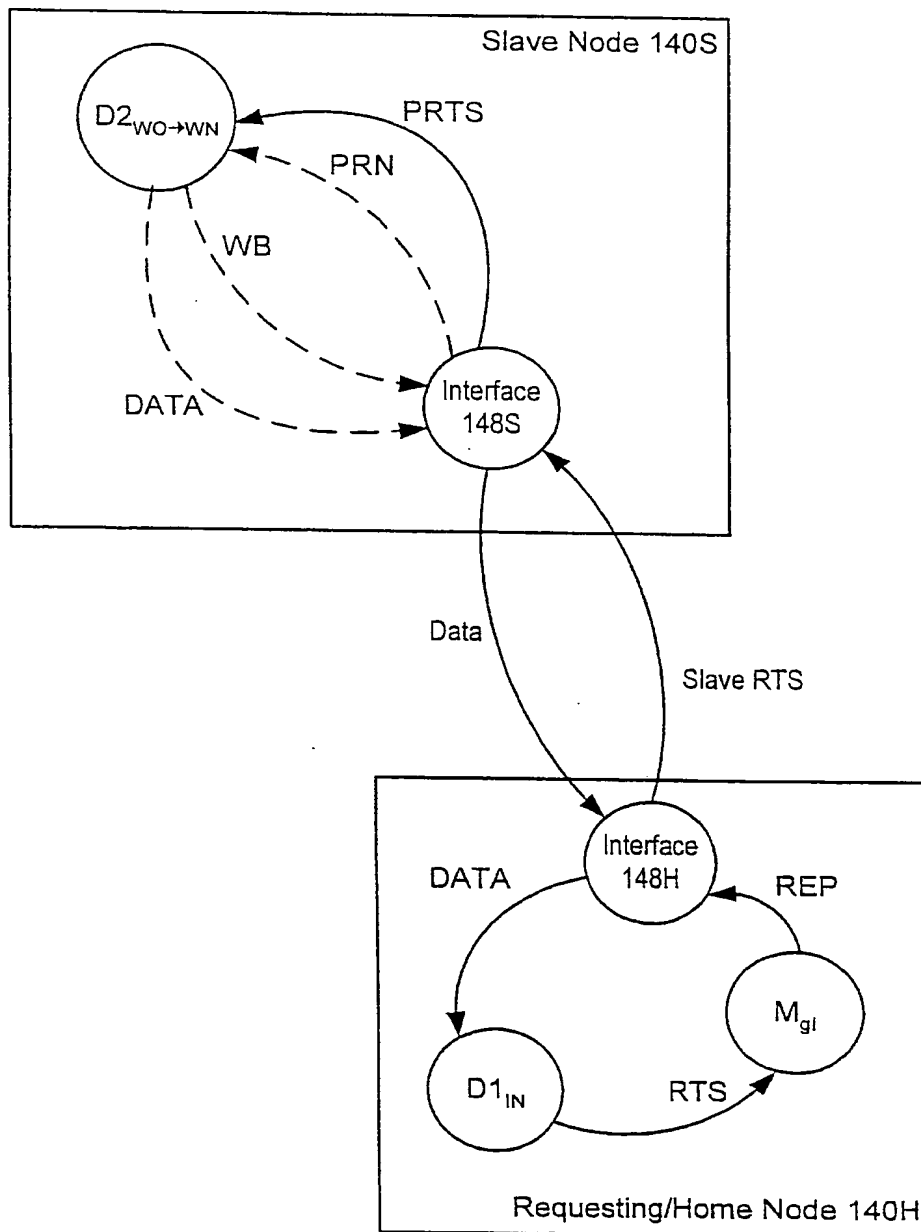 Slave Node 140S
D2WO→WN
PRTS
PRN
WB
DATA
Interface
148S
Data
Slave RTS
Interface
148H
DATA
REP
Mgl
D1IN
RTS
Requesting/Home Node 140H